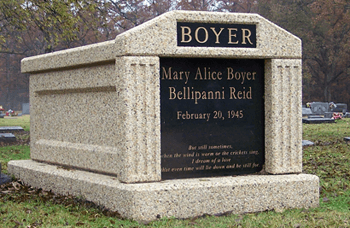 BOYER
Mary Alice Boyer
Bellipanni Reid
February 20, 1945
But still sometimes,
when the wind is warm or the crickets sing,
I dream of a love
that even time will lie down and be still for.
BOYER